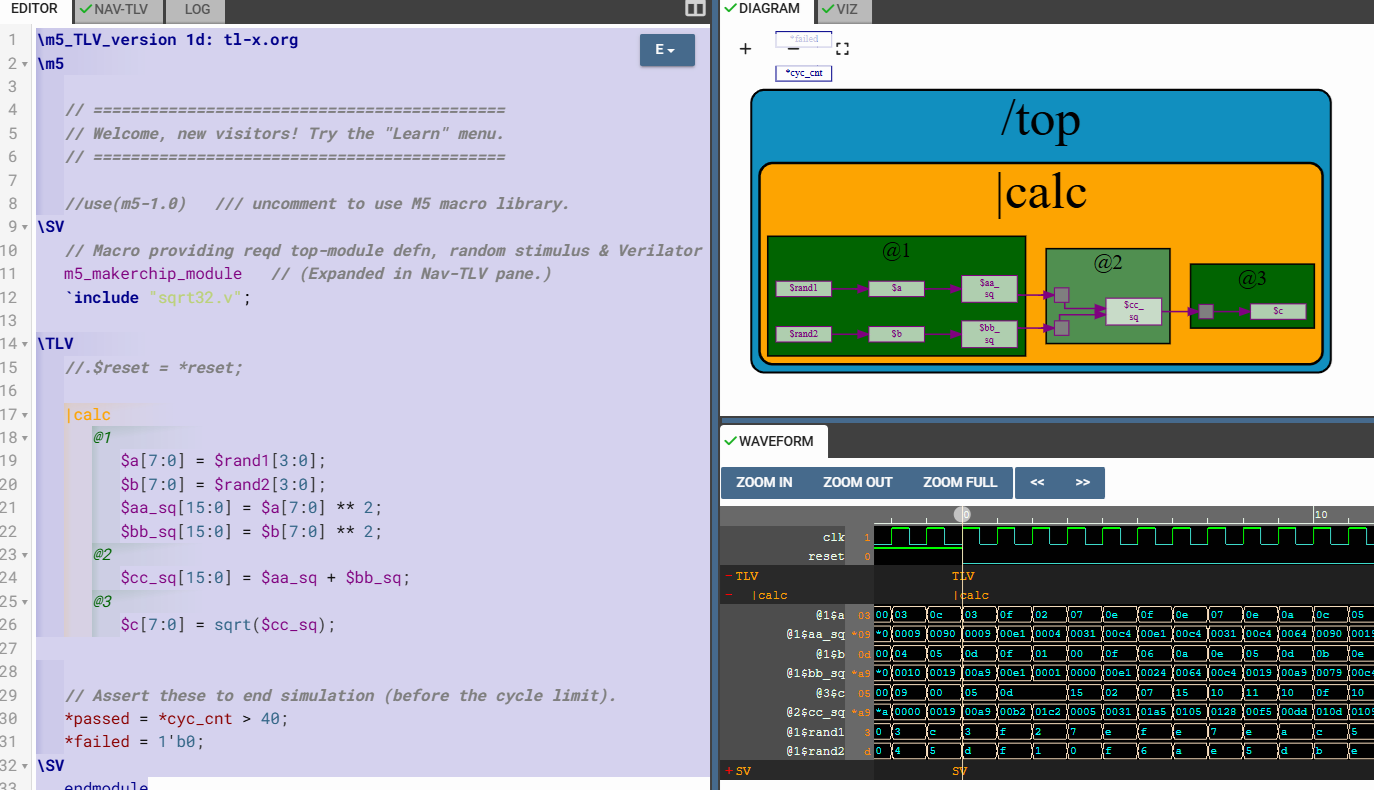 EDITOR NAV-TLV LOG
1 \m5_TLV_version 1d: tl-x.org
2 \m5
3
4 // ============================================
5 // Welcome, new visitors! Try the "Learn" menu.
6 // ============================================
7
8 //use(m5-1.0)   /// uncomment to use M5 macro library.
9 \SV
10 // Macro providing reqd top-module defn, random stimulus & Verilator
11 m5_makerchip_module   // (Expanded in Nav-TLV pane.)
12 `include "sqrt32.v";
13
14 \TLV
15 //.$reset = *reset;
16
17 |calc
18 @1
19 $a[7:0] = $rand1[3:0];
20 $b[7:0] = $rand2[3:0];
21 $aa_sq[15:0] = $a[7:0] ** 2;
22 $bb_sq[15:0] = $b[7:0] ** 2;
23 @2
24 $cc_sq[15:0] = $aa_sq + $bb_sq;
25 @3
26 $c[7:0] = sqrt($cc_sq);
27
28
29 // Assert these to end simulation (before the cycle limit).
30 *passed = *cyc_cnt > 40;
31 *failed = 1'b0;
32 \SV
33 endmodule
E
DIAGRAM VIZ
*failed
+ −
*cyc_cnt
/top
|calc
@1
@2
@3
$rand1 $a $aa_
sq
$rand2 $b $bb_
sq
$cc_
sq
$c
WAVEFORM
ZOOM IN ZOOM OUT ZOOM FULL << >>
0 10
clk 1
reset 0
- TLV TLV
- |calc |calc
@1$a 03 00 03 0c 03 0f 02 07 0e 0f 0e 07 0e 0a 0c 05
@1$aa_sq *09 *0 0009 0090 0009 00e1 0004 0031 00c4 00e1 00c4 0031 00c4 0064 0090 0019
@1$b 0d 00 04 05 0d 0f 01 00 0f 06 0a 0e 05 0d 0b 0e
@1$bb_sq *a9 *0 0010 0019 00a9 00e1 0001 0000 00e1 0024 0064 00c4 0019 00a9 0079 00c4
@3$c 05 00 09 00 05 0d 15 02 07 15 10 11 10 0f 10
@2$cc_sq *a9 *a 0000 0019 00a9 00b2 01c2 0005 0031 01a5 0105 0128 00f5 00dd 010d 0109
@1$rand1 3 0 3 c 3 f 2 7 e f e 7 e a c 5
@1$rand2 d 0 4 5 d f 1 0 f 6 a e 5 d b e
+ SV SV